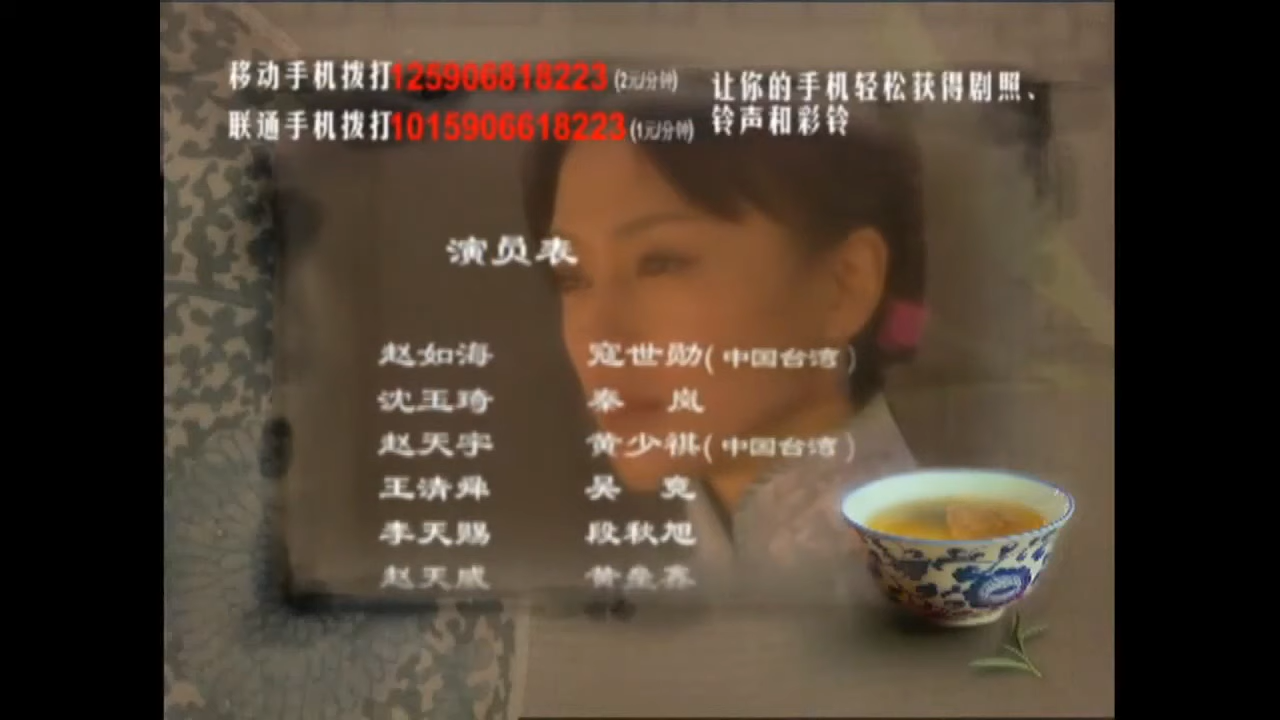 移动手机拨打125906818223(2元/分钟)
联通手机拨打1015906618223(1元/分钟)
让你的手机轻松获得剧照、
铃声和彩铃
演员表
赵如海 寇世勋(中国台湾)
沈玉琦 秦岚
赵天宇 黄少祺(中国台湾)
王清舜 吴竞
李天赐 段秋旭
赵天威